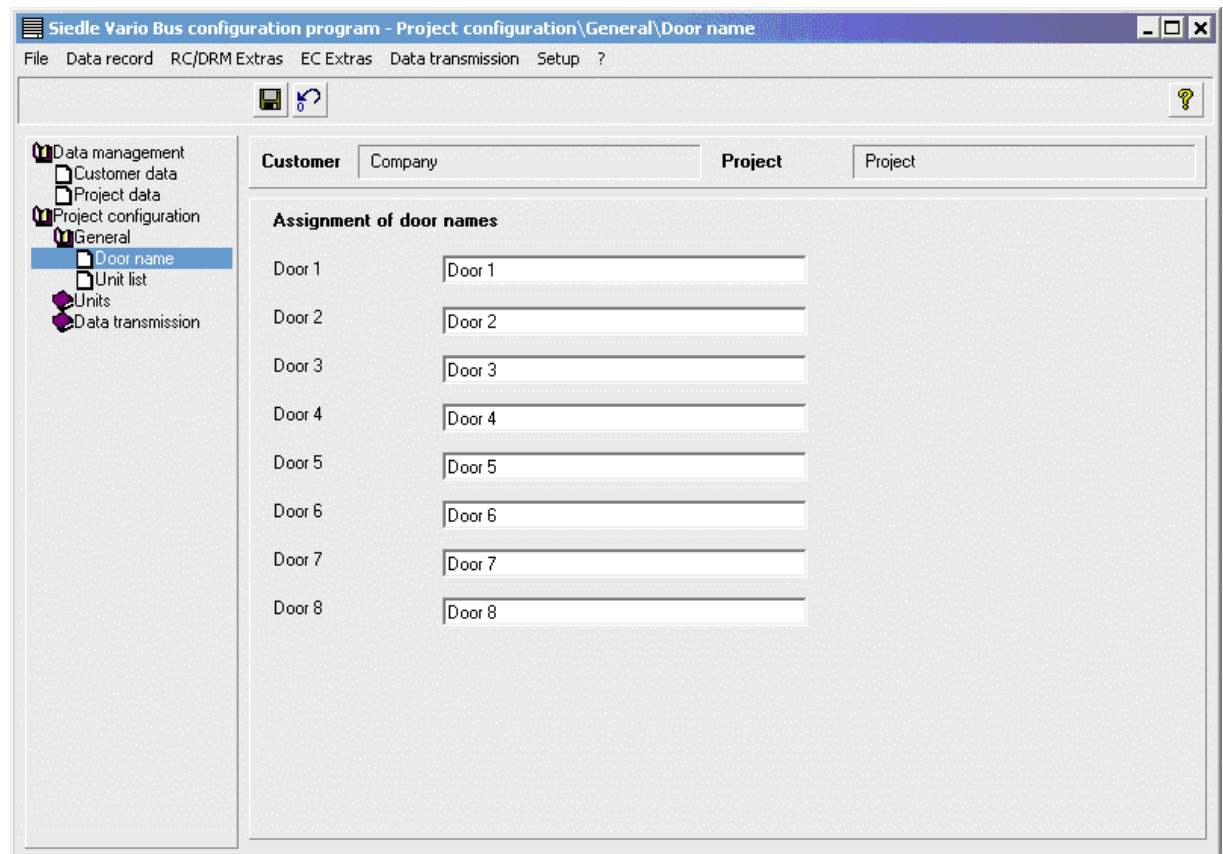 Siedle Vario Bus configuration program - Project configuration\General\Door name
File Data record RC/DRM Extras EC Extras Data transmission Setup ?
Data management
Customer data
Project data
Project configuration
General
Door name
Unit list
Units
Data transmission
Customer Company Project Project
Assignment of door names
Door 1 Door 1
Door 2 Door 2
Door 3 Door 3
Door 4 Door 4
Door 5 Door 5
Door 6 Door 6
Door 7 Door 7
Door 8 Door 8